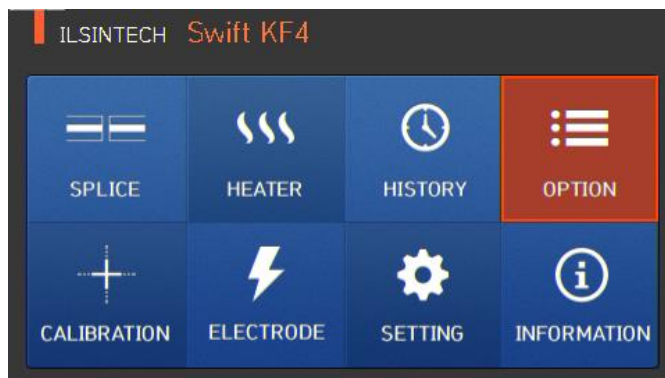 ILSINTECH Swift KF4
SPLICE HEATER HISTORY OPTION
CALIBRATION ELECTRODE SETTING INFORMATION